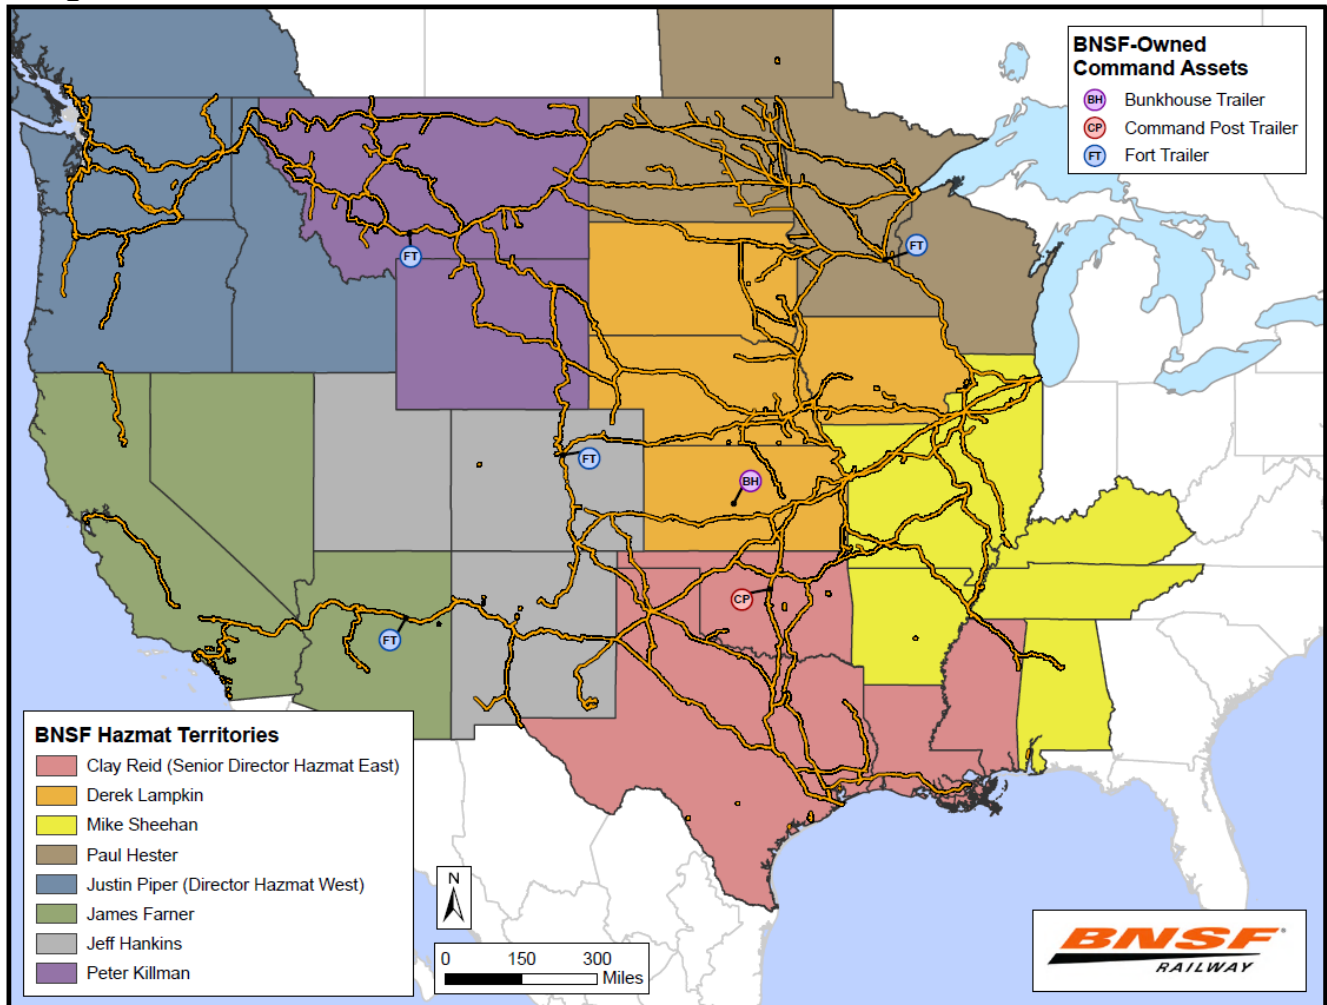 BNSF-Owned
Command Assets
BH Bunkhouse Trailer
CP Command Post Trailer
FT Fort Trailer
FT
FT
FT
BH
CP
FT
BNSF Hazmat Territories
Clay Reid (Senior Director Hazmat East)
Derek Lampkin
Mike Sheehan
Paul Hester
Justin Piper (Director Hazmat West)
James Farner
Jeff Hankins
Peter Killman
N
0 150 300
Miles
BNSF
RAILWAY